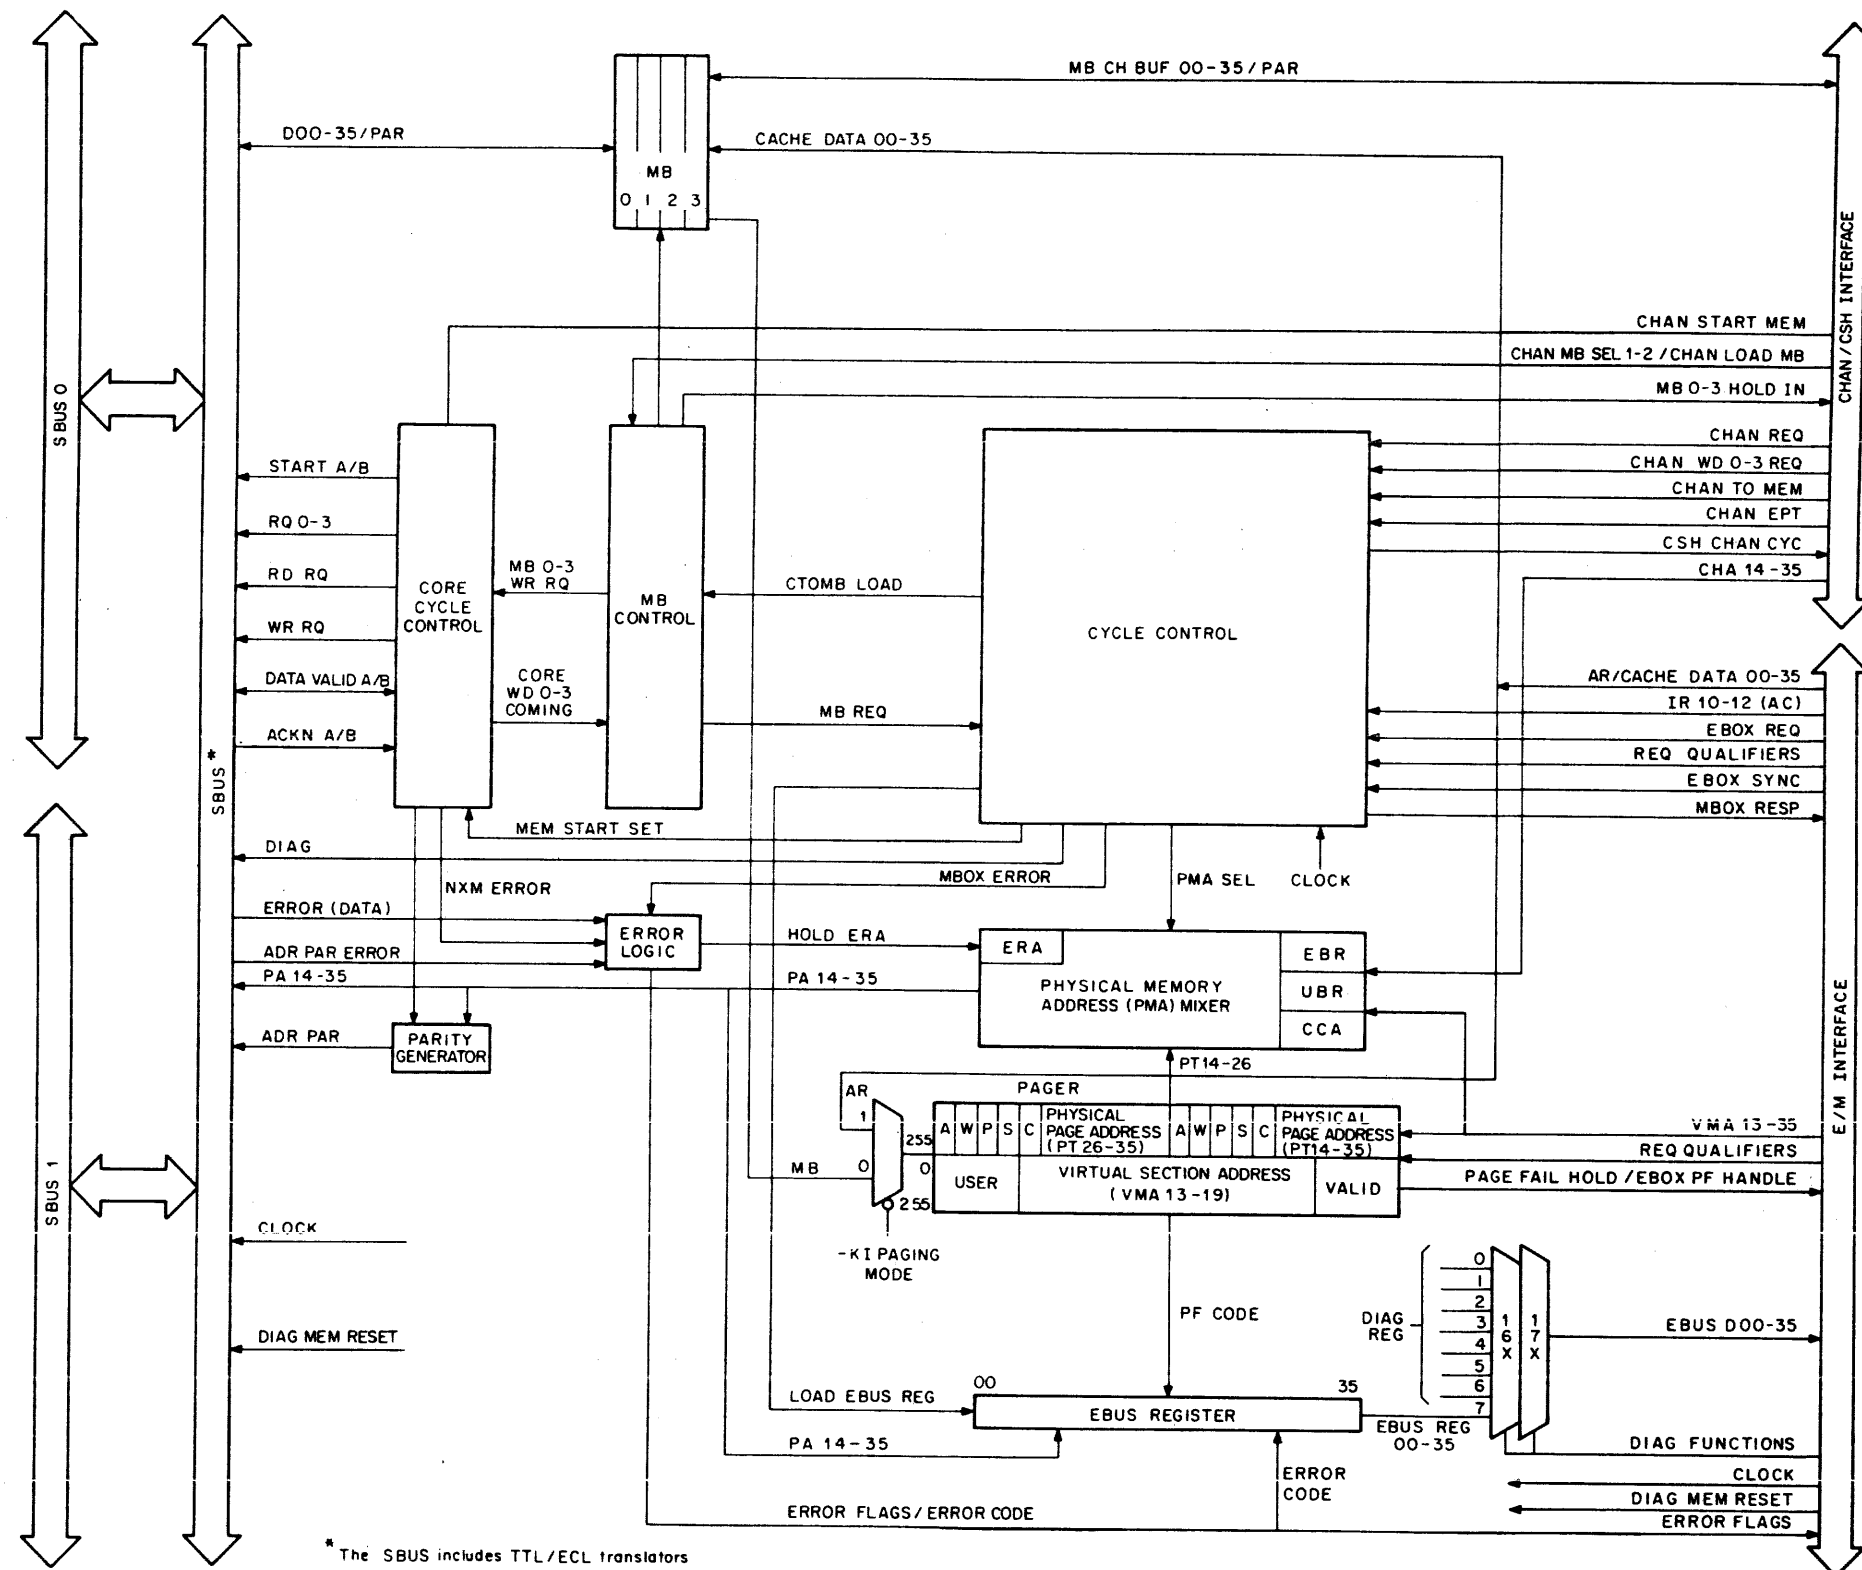 MB CH BUF 00-35/PAR
D00-35/PAR
CACHE DATA 00-35
MB
0 1 2 3
CHAN/CSH INTERFACE
CHAN START MEM
CHAN MB SEL 1-2 /CHAN LOAD MB
MB 0-3 HOLD IN
SBUS 0
CHAN REQ
CHAN WD 0-3 REQ
CHAN TO MEM
CHAN EPT
CSH CHAN CYC
CHA 14-35
START A/B
RQ 0-3
RD RQ
WR RQ
DATA VALID A/B
ACKN A/B
CORE
CYCLE
CONTROL
MB 0-3
WR RQ
CORE
WD 0-3
COMING
MB
CONTROL
CTOMB LOAD
MB REQ
CYCLE CONTROL
AR/CACHE DATA 00-35
IR 10-12 (AC)
EBOX REQ
REQ QUALIFIERS
EBOX SYNC
MBOX RESP
SBUS *
MEM START SET
DIAG
NXM ERROR
MBOX ERROR
PMA SEL
CLOCK
ERROR (DATA)
ADR PAR ERROR
PA 14-35
ERROR
LOGIC
HOLD ERA
PA 14-35
ERA
PHYSICAL MEMORY
ADDRESS (PMA) MIXER
EBR
UBR
CCA
ADR PAR
PARITY
GENERATOR
E/M INTERFACE
PT14-26
PAGER
AR
1
255
0
MB
0
255
A W P S C
PHYSICAL
PAGE ADDRESS
(PT 26-35)
A W P S C
PHYSICAL
PAGE ADDRESS
(PT14-35)
USER
VIRTUAL SECTION ADDRESS
(VMA 13-19)
VALID
VMA 13-35
REQ QUALIFIERS
PAGE FAIL HOLD /EBOX PF HANDLE
SBUS 1
CLOCK
-KI PAGING
MODE
DIAG MEM RESET
PF CODE
DIAG
REG
0
1
2
3
4
5
6
7
16X
17X
EBUS D00-35
LOAD EBUS REG
00
35
EBUS REGISTER
EBUS REG
00-35
PA 14-35
DIAG FUNCTIONS
CLOCK
DIAG MEM RESET
ERROR FLAGS
ERROR
CODE
ERROR FLAGS/ERROR CODE
* The SBUS includes TTL/ECL translators